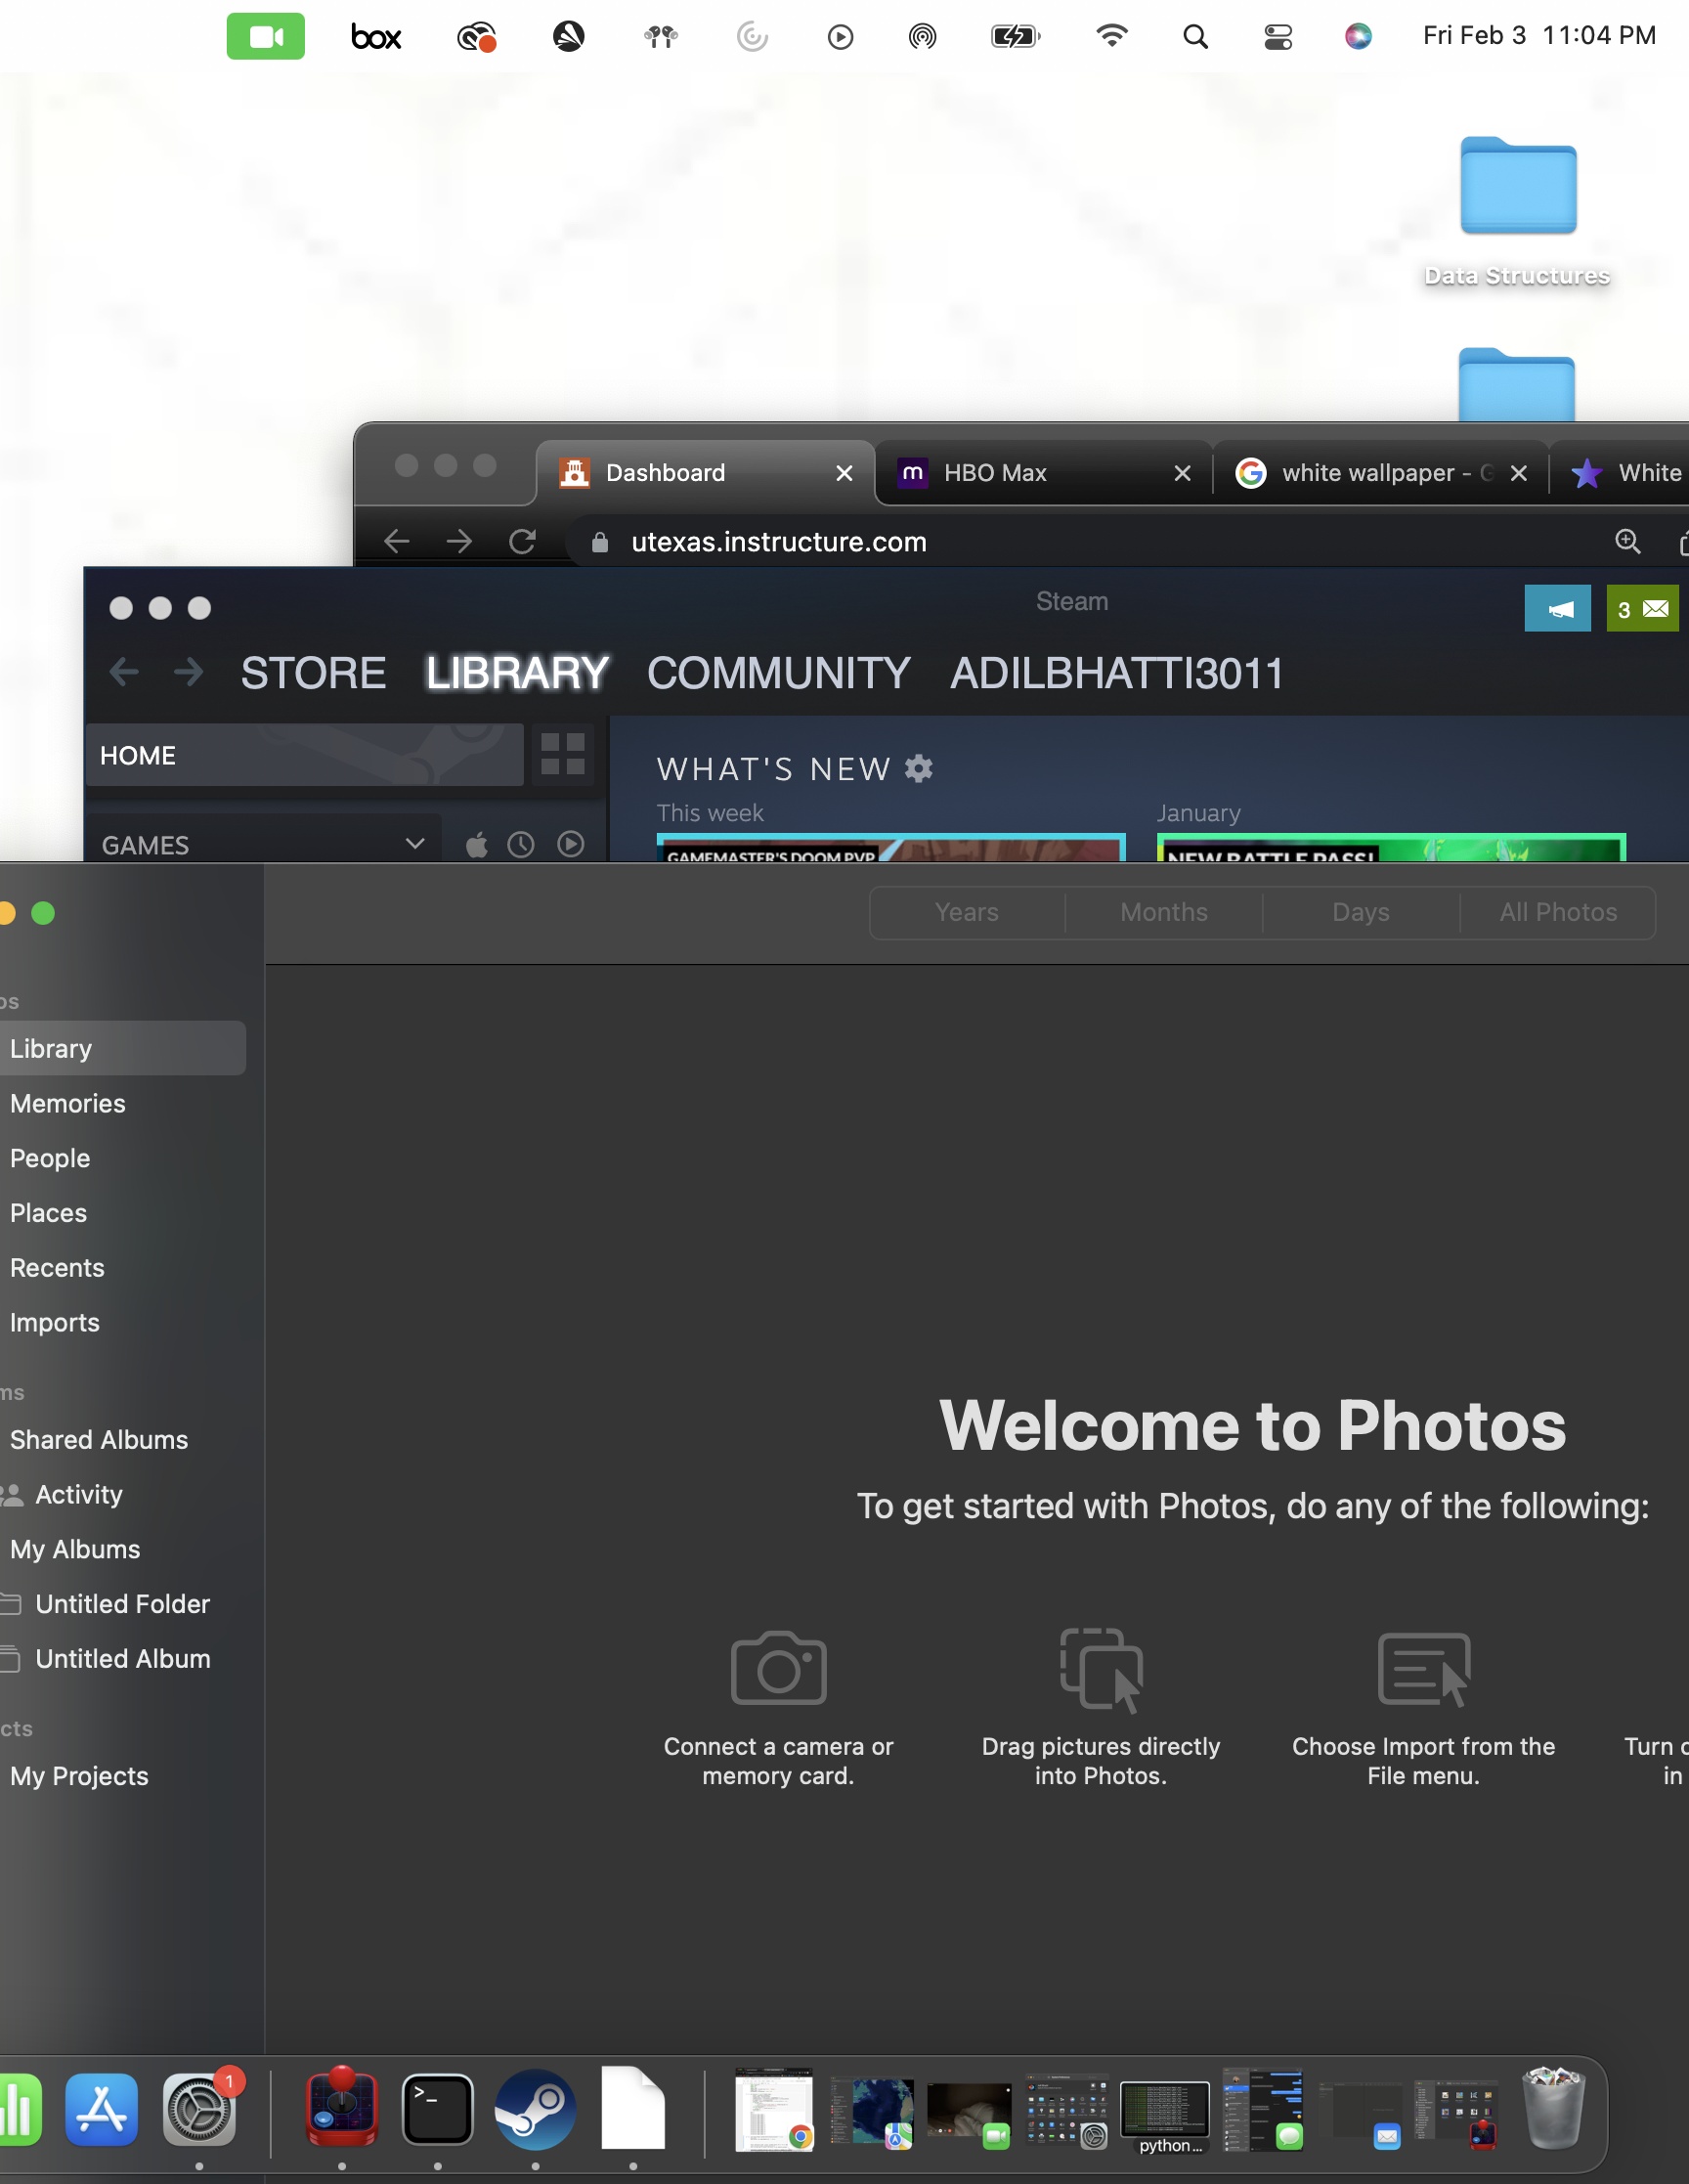 box
Fri Feb 3 11:04 PM
Data Structures
Dashboard
HBO Max
white wallpaper - G
White
utexas.instructure.com
Steam
3
STORE LIBRARY COMMUNITY ADILBHATTI3011
HOME
WHAT'S NEW
This week
January
GAMES
GAMEMASTER'S DOOM PVP
NEW BATTLE PASS!
Years
Months
Days
All Photos
os
Library
Memories
People
Places
Recents
Imports
ms
Shared Albums
Activity
My Albums
Untitled Folder
Untitled Album
cts
My Projects
Welcome to Photos
To get started with Photos, do any of the following:
Connect a camera or
memory card.
Drag pictures directly
into Photos.
Choose Import from the
File menu.
Turn
in
1
>_
python...